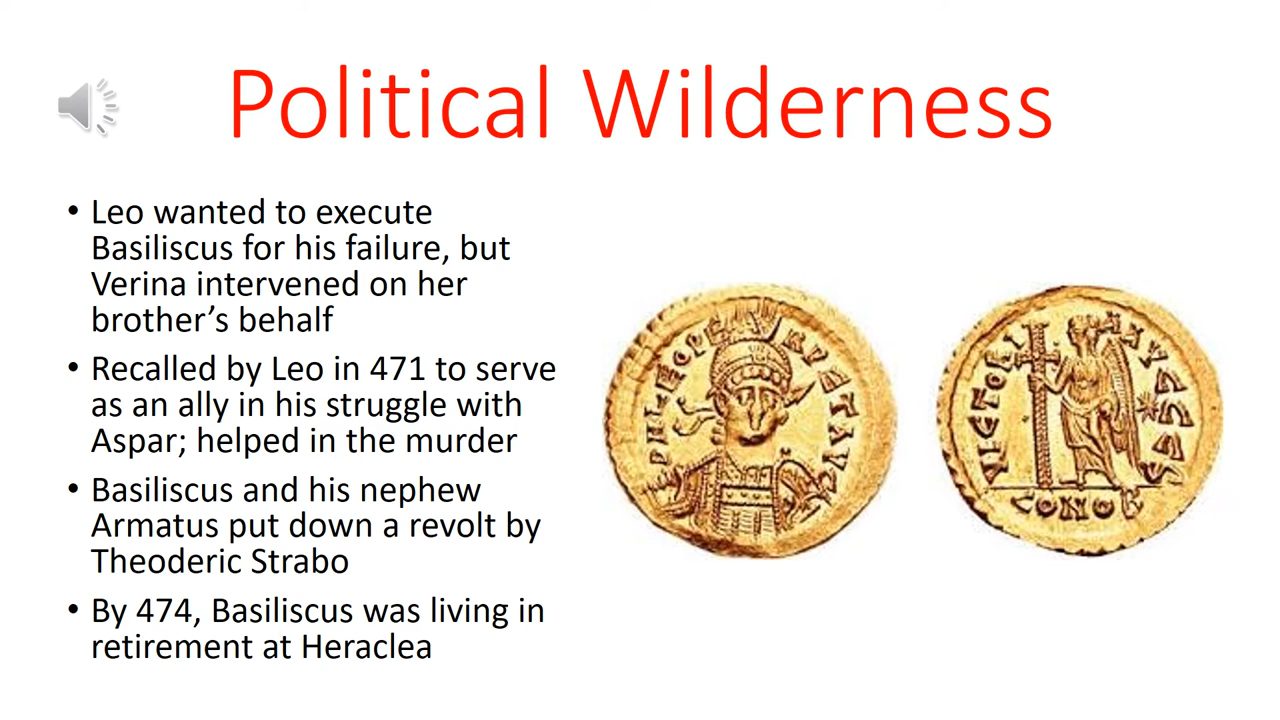 Political Wilderness
• Leo wanted to execute
Basiliscus for his failure, but
Verina intervened on her
brother’s behalf
• Recalled by Leo in 471 to serve
as an ally in his struggle with
Aspar; helped in the murder
• Basiliscus and his nephew
Armatus put down a revolt by
Theoderic Strabo
• By 474, Basiliscus was living in
retirement at Heraclea
CONOB